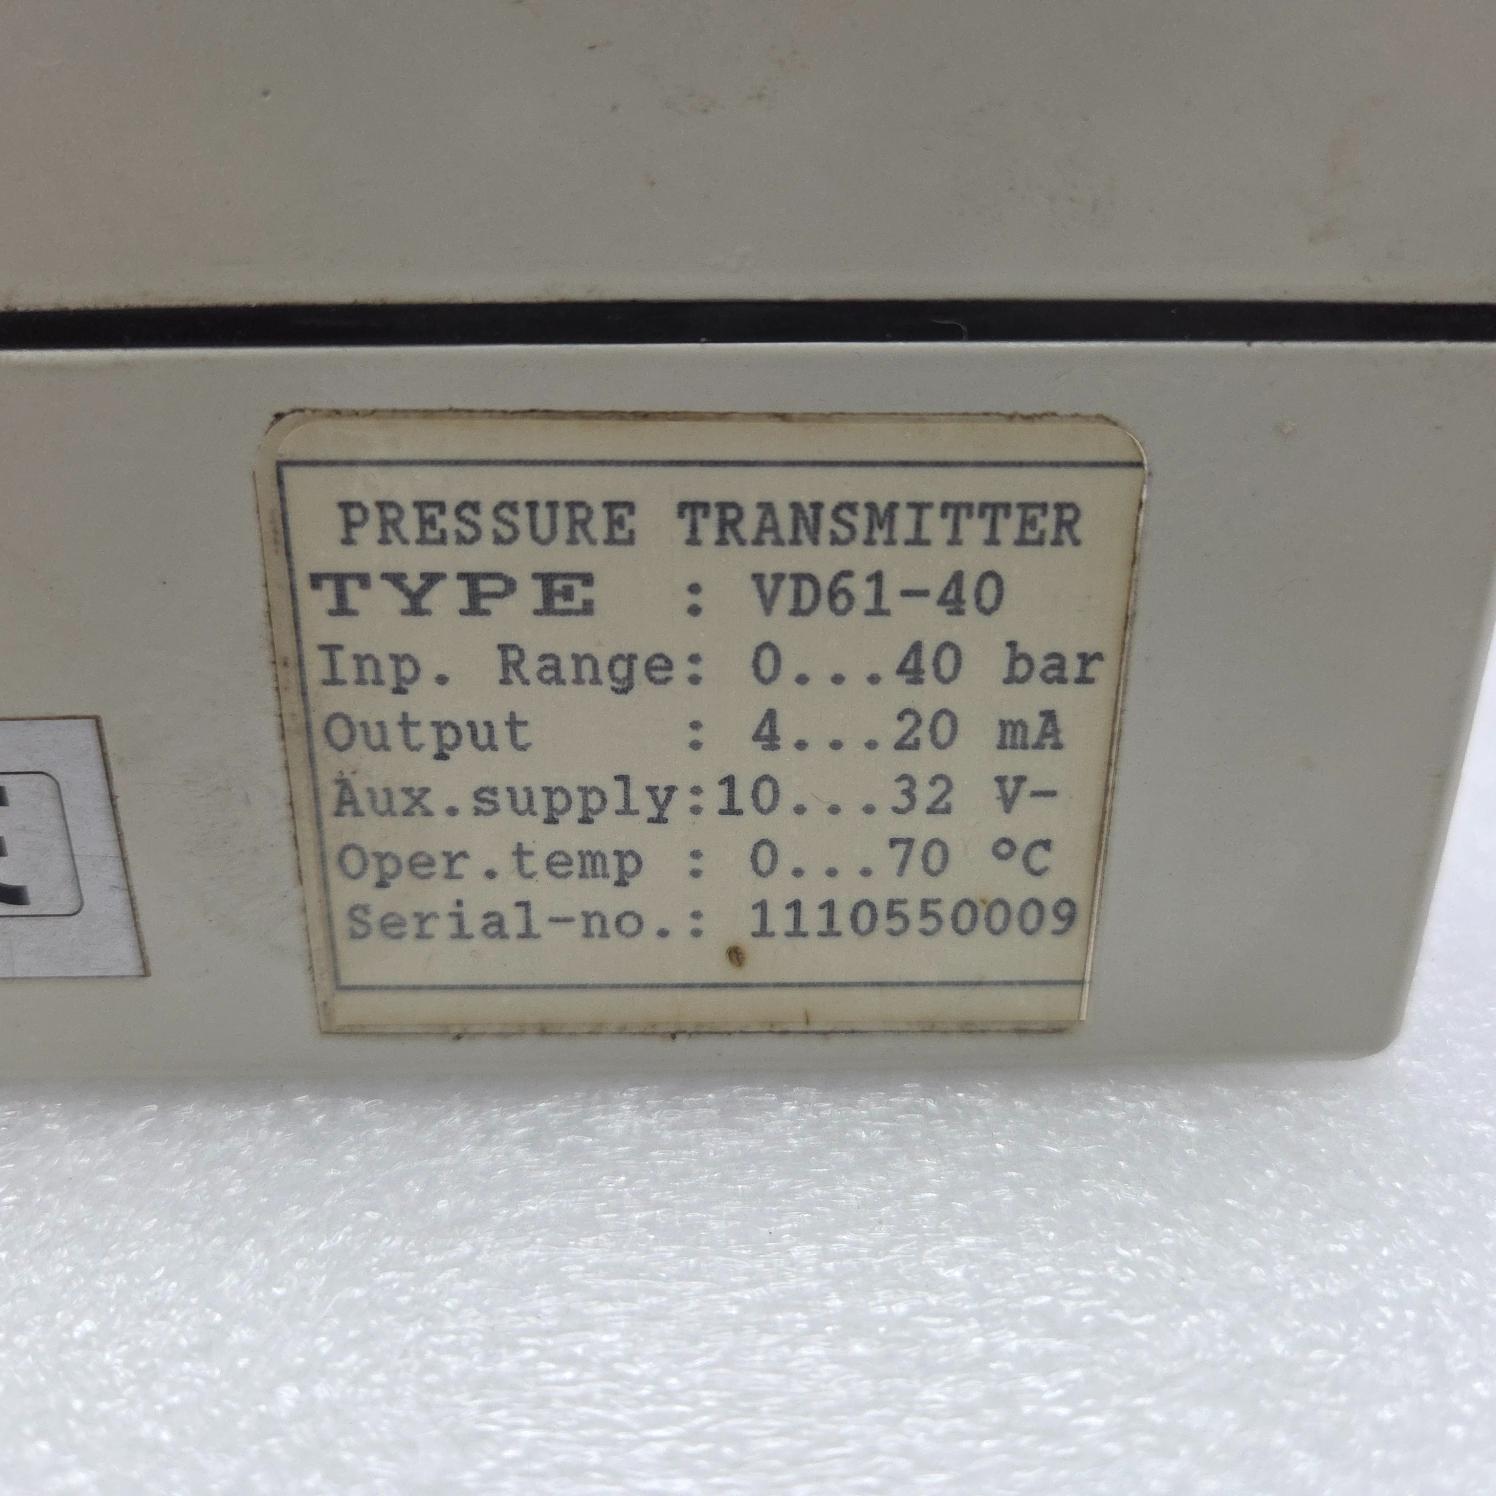 PRESSURE TRANSMITTER
TYPE : VD61-40
Inp. Range: 0...40 bar
Output : 4...20 mA
Aux.supply:10...32 V-
Oper.temp : 0...70 °C
Serial-no.: 1110550009